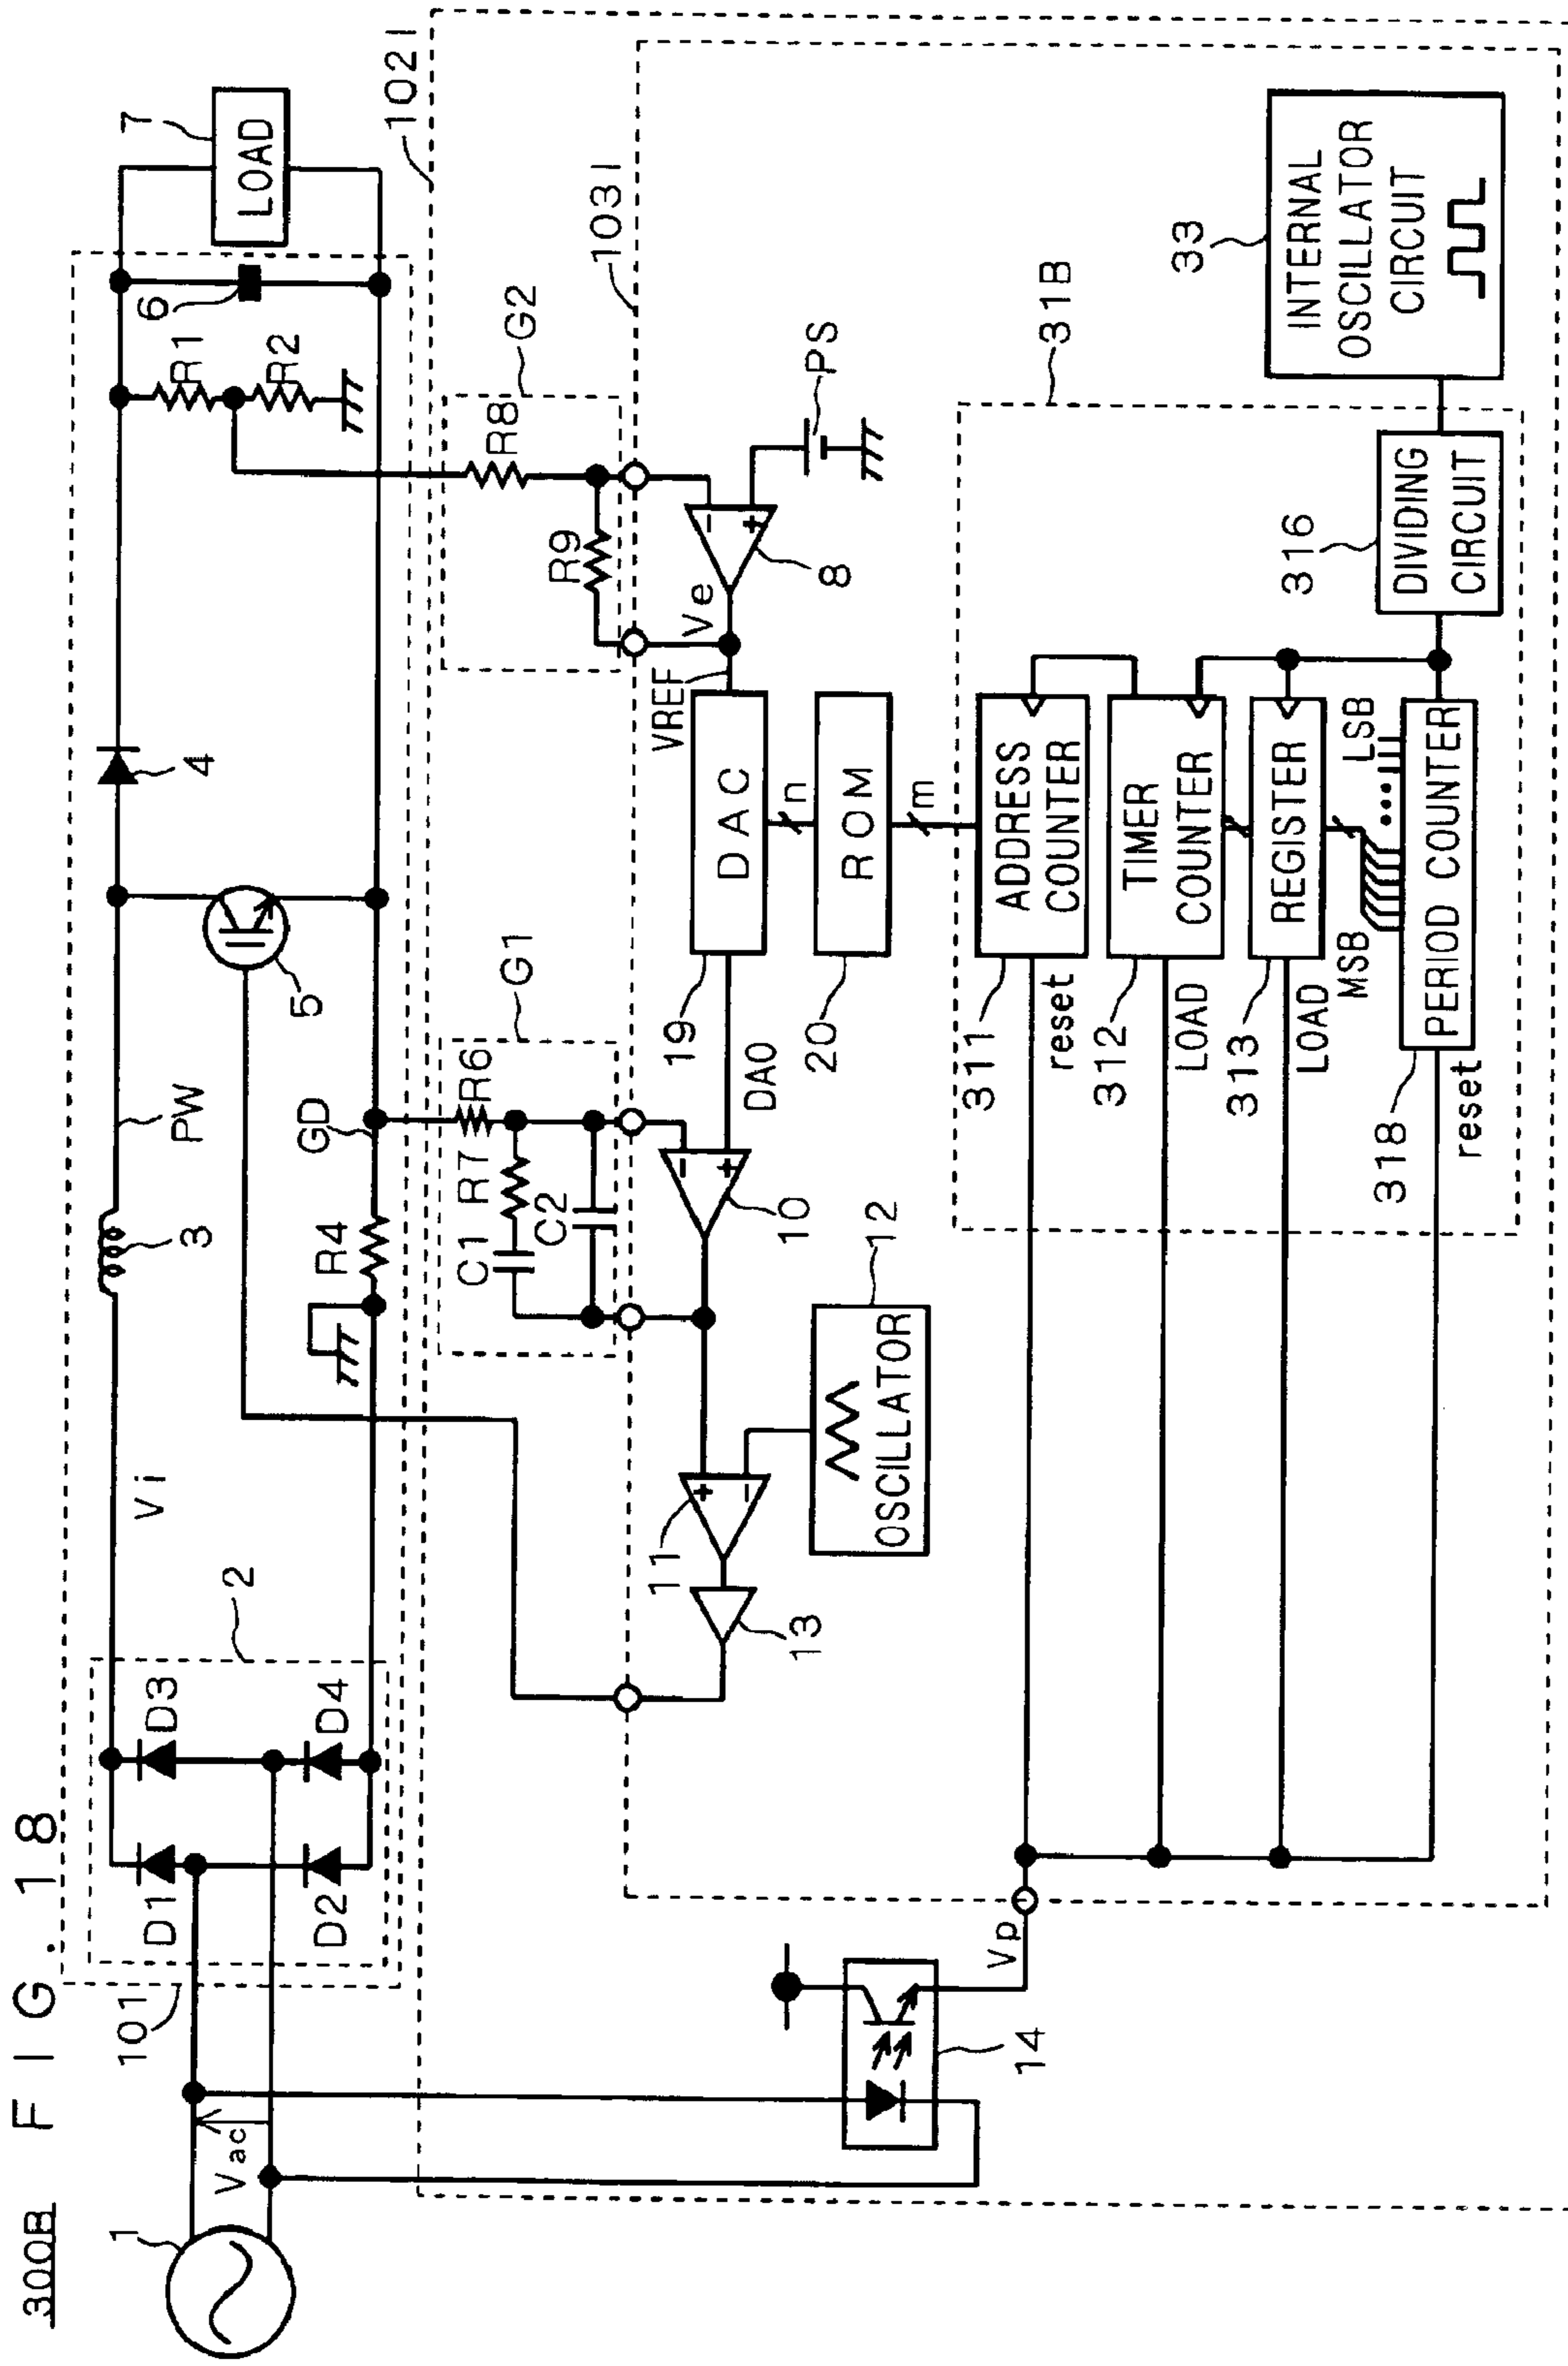 300B
FIG.18
1
Vac
101
2
D1
D3
D2
D4
Vi
3
PW
R4
GD
5
4
R1
R2
6
7
LOAD
102I
G1
R6
R7
C1
C2
G2
R8
R9
103I
Ve
VREF
8
PS
10
11
13
12
OSCILLATOR
DAO
19
DAC
n
20
ROM
m
14
Vp
31B
311
ADDRESS
COUNTER
reset
312
TIMER
COUNTER
LOAD
313
REGISTER
LOAD
MSB
LSB
318
PERIOD COUNTER
reset
316
DIVIDING
CIRCUIT
33
INTERNAL
OSCILLATOR
CIRCUIT